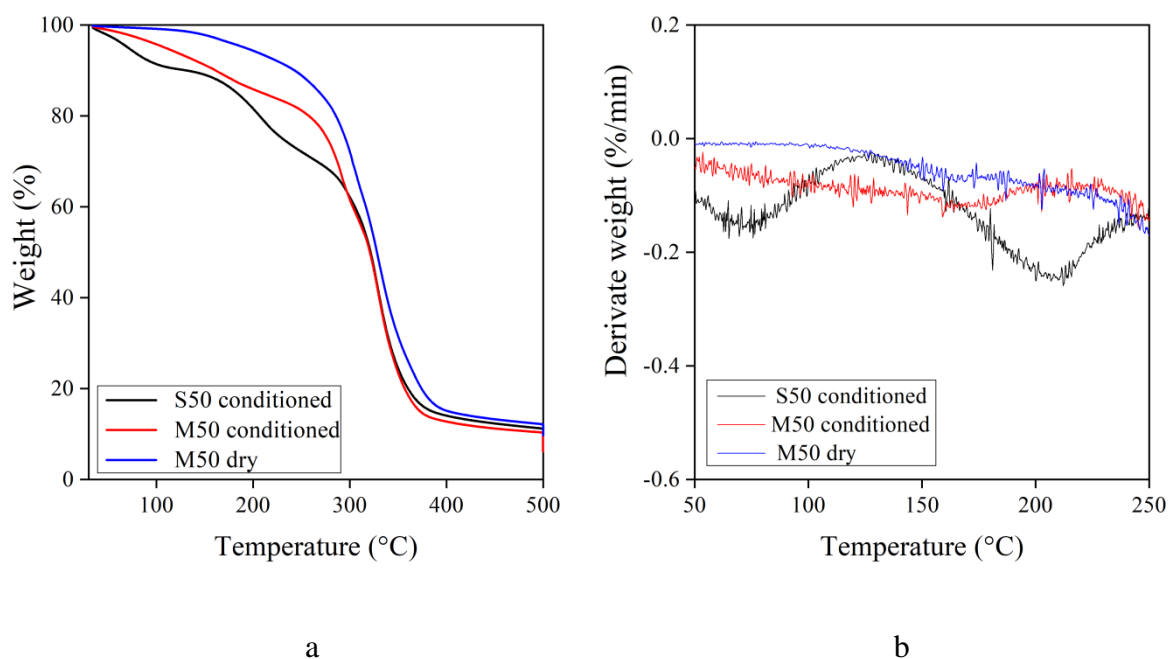 100
80
60
40
20
0
Weight (%)
S50 conditioned
M50 conditioned
M50 dry
100
200
300
400
500
Temperature (°C)
a
0.2
0.0
-0.2
-0.4
-0.6
Derivate weight (%/min)
S50 conditioned
M50 conditioned
M50 dry
50
100
150
200
250
Temperature (°C)
b